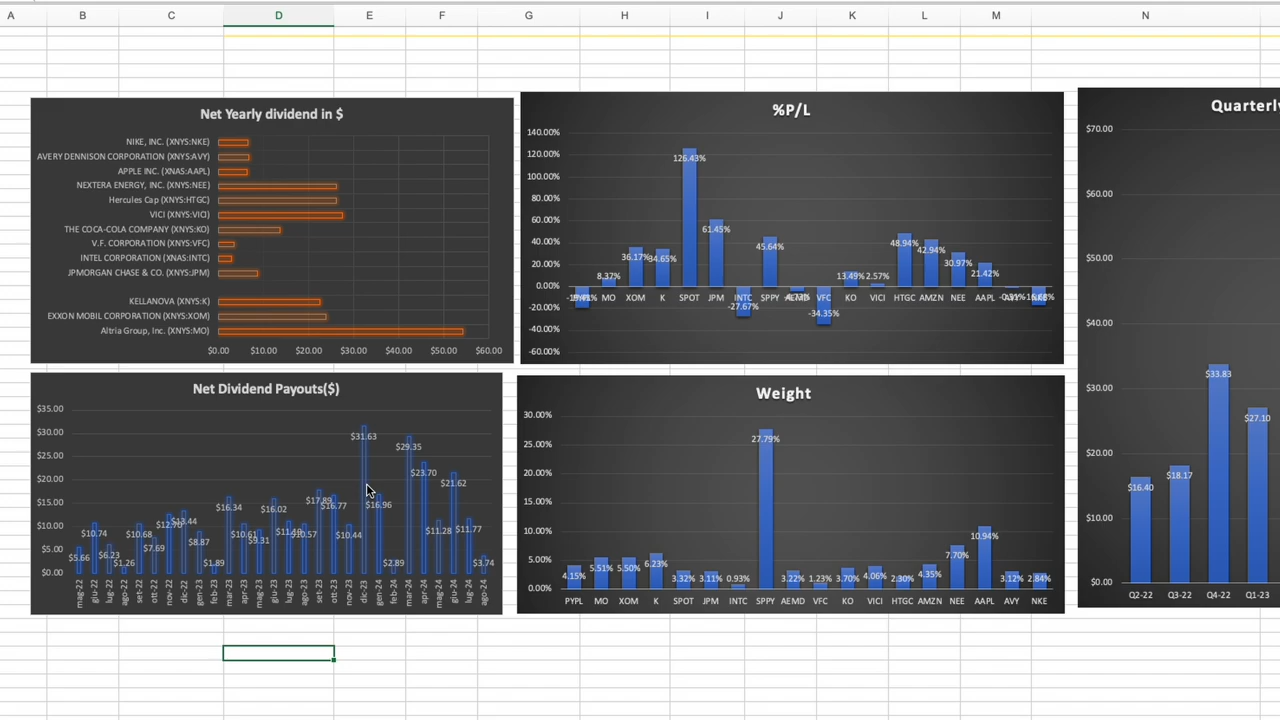 A B C D E F G H I J K L M N
Net Yearly dividend in $
NIKE, INC. (XNYS:NKE)
AVERY DENNISON CORPORATION (XNYS:AVY)
APPLE INC. (XNAS:AAPL)
NEXTERA ENERGY, INC. (XNYS:NEE)
Hercules Cap (XNYS:HTGC)
VICI (XNYS:VICI)
THE COCA-COLA COMPANY (XNYS:KO)
V.F. CORPORATION (XNYS:VFC)
INTEL CORPORATION (XNAS:INTC)
JPMORGAN CHASE & CO. (XNYS:JPM)
KELLANOVA (XNYS:K)
EXXON MOBIL CORPORATION (XNYS:XOM)
Altria Group, Inc. (XNYS:MO)
$0.00 $10.00 $20.00 $30.00 $40.00 $50.00 $60.00
%P/L
140.00%
120.00%
100.00%
80.00%
60.00%
40.00%
20.00%
0.00%
-20.00%
-40.00%
-60.00%
126.43%
61.45%
48.94%
45.64%
42.94%
36.17% 34.65%
30.97%
21.42%
8.37% 13.49% 2.57%
MO XOM K SPOT JPM INTC SPPY VFC KO VICI HTGC AMZN NEE AAPL
-27.67%
-34.35%
Quarterly
$70.00
$60.00
$50.00
$40.00
$30.00
$20.00
$10.00
$0.00
$33.83
$27.10
$18.17
$16.40
Q2-22 Q3-22 Q4-22 Q1-23
Net Dividend Payouts($)
$35.00
$30.00
$25.00
$20.00
$15.00
$10.00
$5.00
$0.00
$5.66 $10.74 $6.23 $1.26 $10.68 $7.69 $8.87 $1.89 $16.34 $9.31 $16.02 $16.77 $10.44 $31.63 $16.96 $2.89 $29.35 $23.70 $11.28 $21.62 $11.77 $3.74
mag-22 giu-22 lug-22 ago-22 set-22 ott-22 nov-22 dic-22 gen-23 feb-23 mar-23 apr-23 mag-23 giu-23 lug-23 ago-23 set-23 ott-23 nov-23 dic-23 gen-24 feb-24 mar-24 apr-24 mag-24 giu-24 lug-24 ago-24
Weight
30.00%
25.00%
20.00%
15.00%
10.00%
5.00%
0.00%
4.15% 5.51% 5.50% 6.23% 3.32% 3.11% 0.93% 27.79% 3.22% 1.23% 3.70% 4.06% 2.30% 4.35% 7.70% 10.94% 3.12% 2.84%
PYPL MO XOM K SPOT JPM INTC SPPY AEMD VFC KO VICI HTGC AMZN NEE AAPL AVY NKE